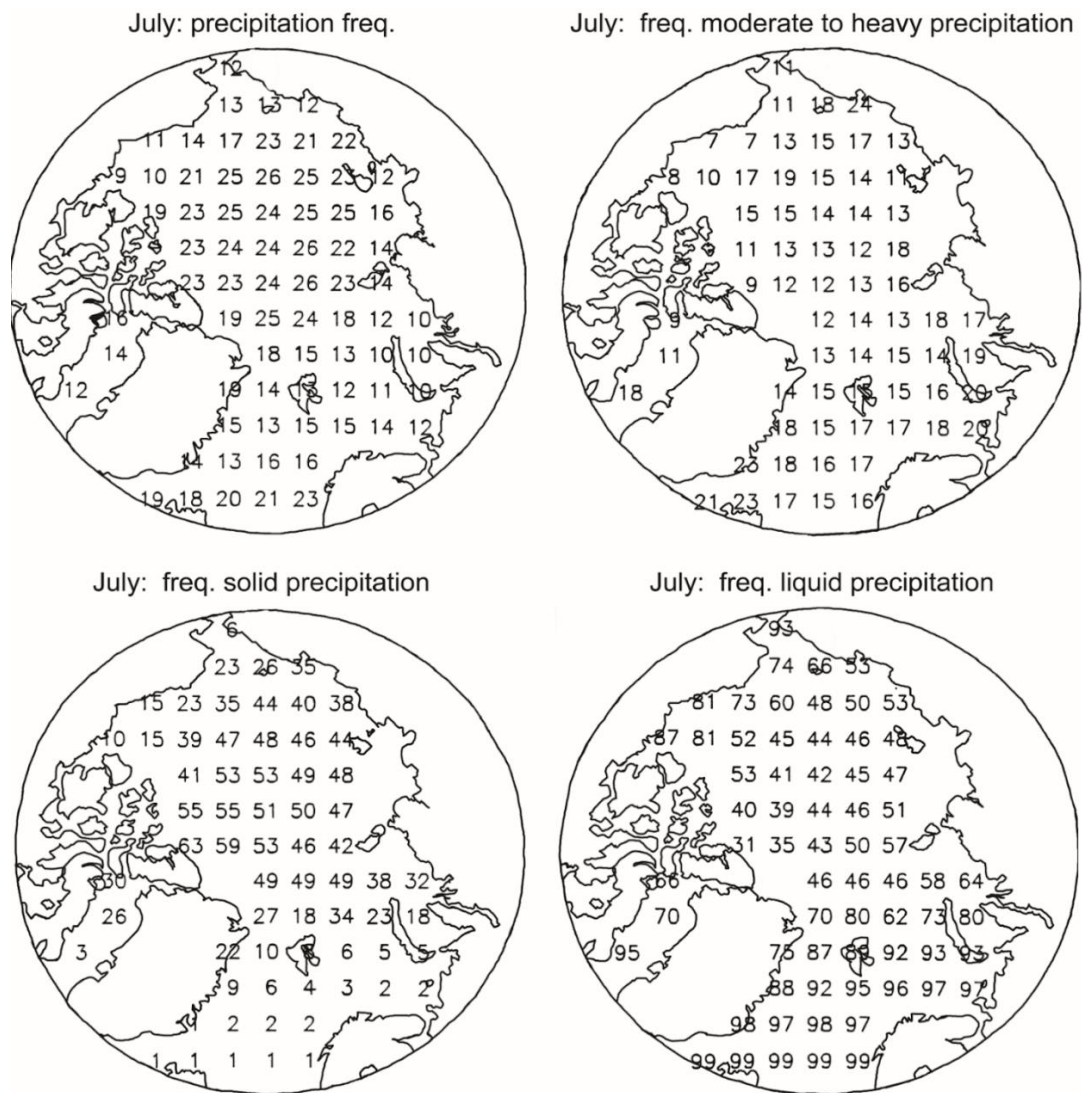 July: precipitation freq.
July: freq. moderate to heavy precipitation
12
13 13 12
11 14 17 23 21 22
9 10 21 25 26 25 23 12
19 23 25 24 25 25 16
23 24 24 26 22 14
23 23 24 26 23 14
16 19 25 24 18 12 10
14 18 15 13 10 10
12 19 14 13 12 11 10
15 13 15 15 14 12
14 13 16 16
19 18 20 21 23
11
11 18 24
7 7 13 15 17 13
8 10 17 19 15 14 11
15 15 14 14 13
11 13 13 12 18
9 12 12 13 16
9 12 14 13 18 17
11 13 14 15 14 19
18 14 15 15 15 16 20
18 15 17 17 18 20
23 18 16 17
21 23 17 15 16
July: freq. solid precipitation
July: freq. liquid precipitation
6
23 26 35
15 23 35 44 40 38
10 15 39 47 48 46 44
41 53 53 49 48
55 55 51 50 47
63 59 53 46 42
30 49 49 49 38 32
26 27 18 34 23 18
3 22 10 8 6 5 5
9 6 4 3 2 2
1 2 2 2
1 1 1 1 1
93
74 66 53
81 73 60 48 50 53
87 81 52 45 44 46 48
53 41 42 45 47
40 39 44 46 51
31 35 43 50 57
66 46 46 46 58 64
70 70 80 62 73 80
95 75 87 89 92 93 93
88 92 95 96 97 97
98 97 98 97
99 99 99 99 99